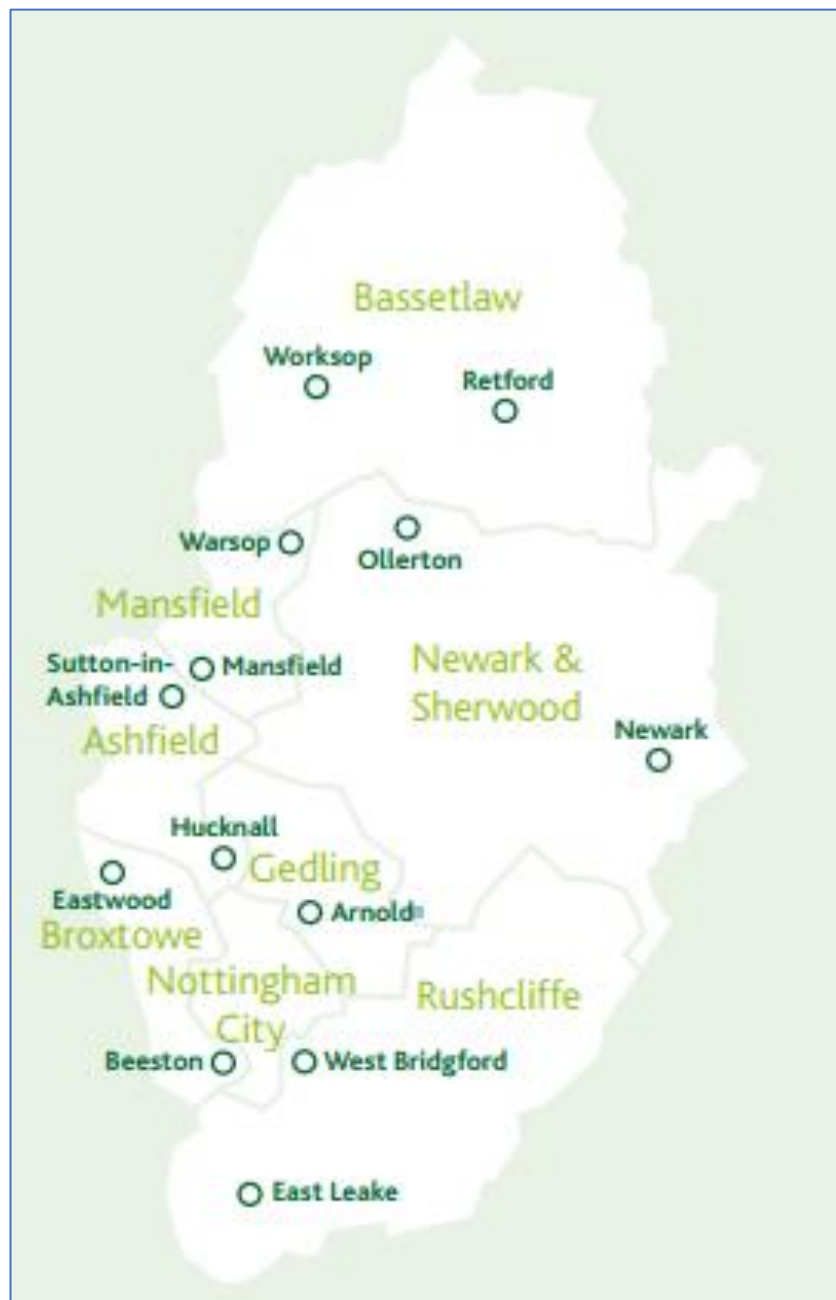 Bassetlaw
Worksop
Retford
Warsop
Ollerton
Mansfield
Sutton-in-
Ashfield
Mansfield
Newark &
Sherwood
Ashfield
Newark
Hucknall
Gedling
Eastwood
Arnold
Broxtowe
Nottingham
City
Rushcliffe
Beeston
West Bridgford
East Leake